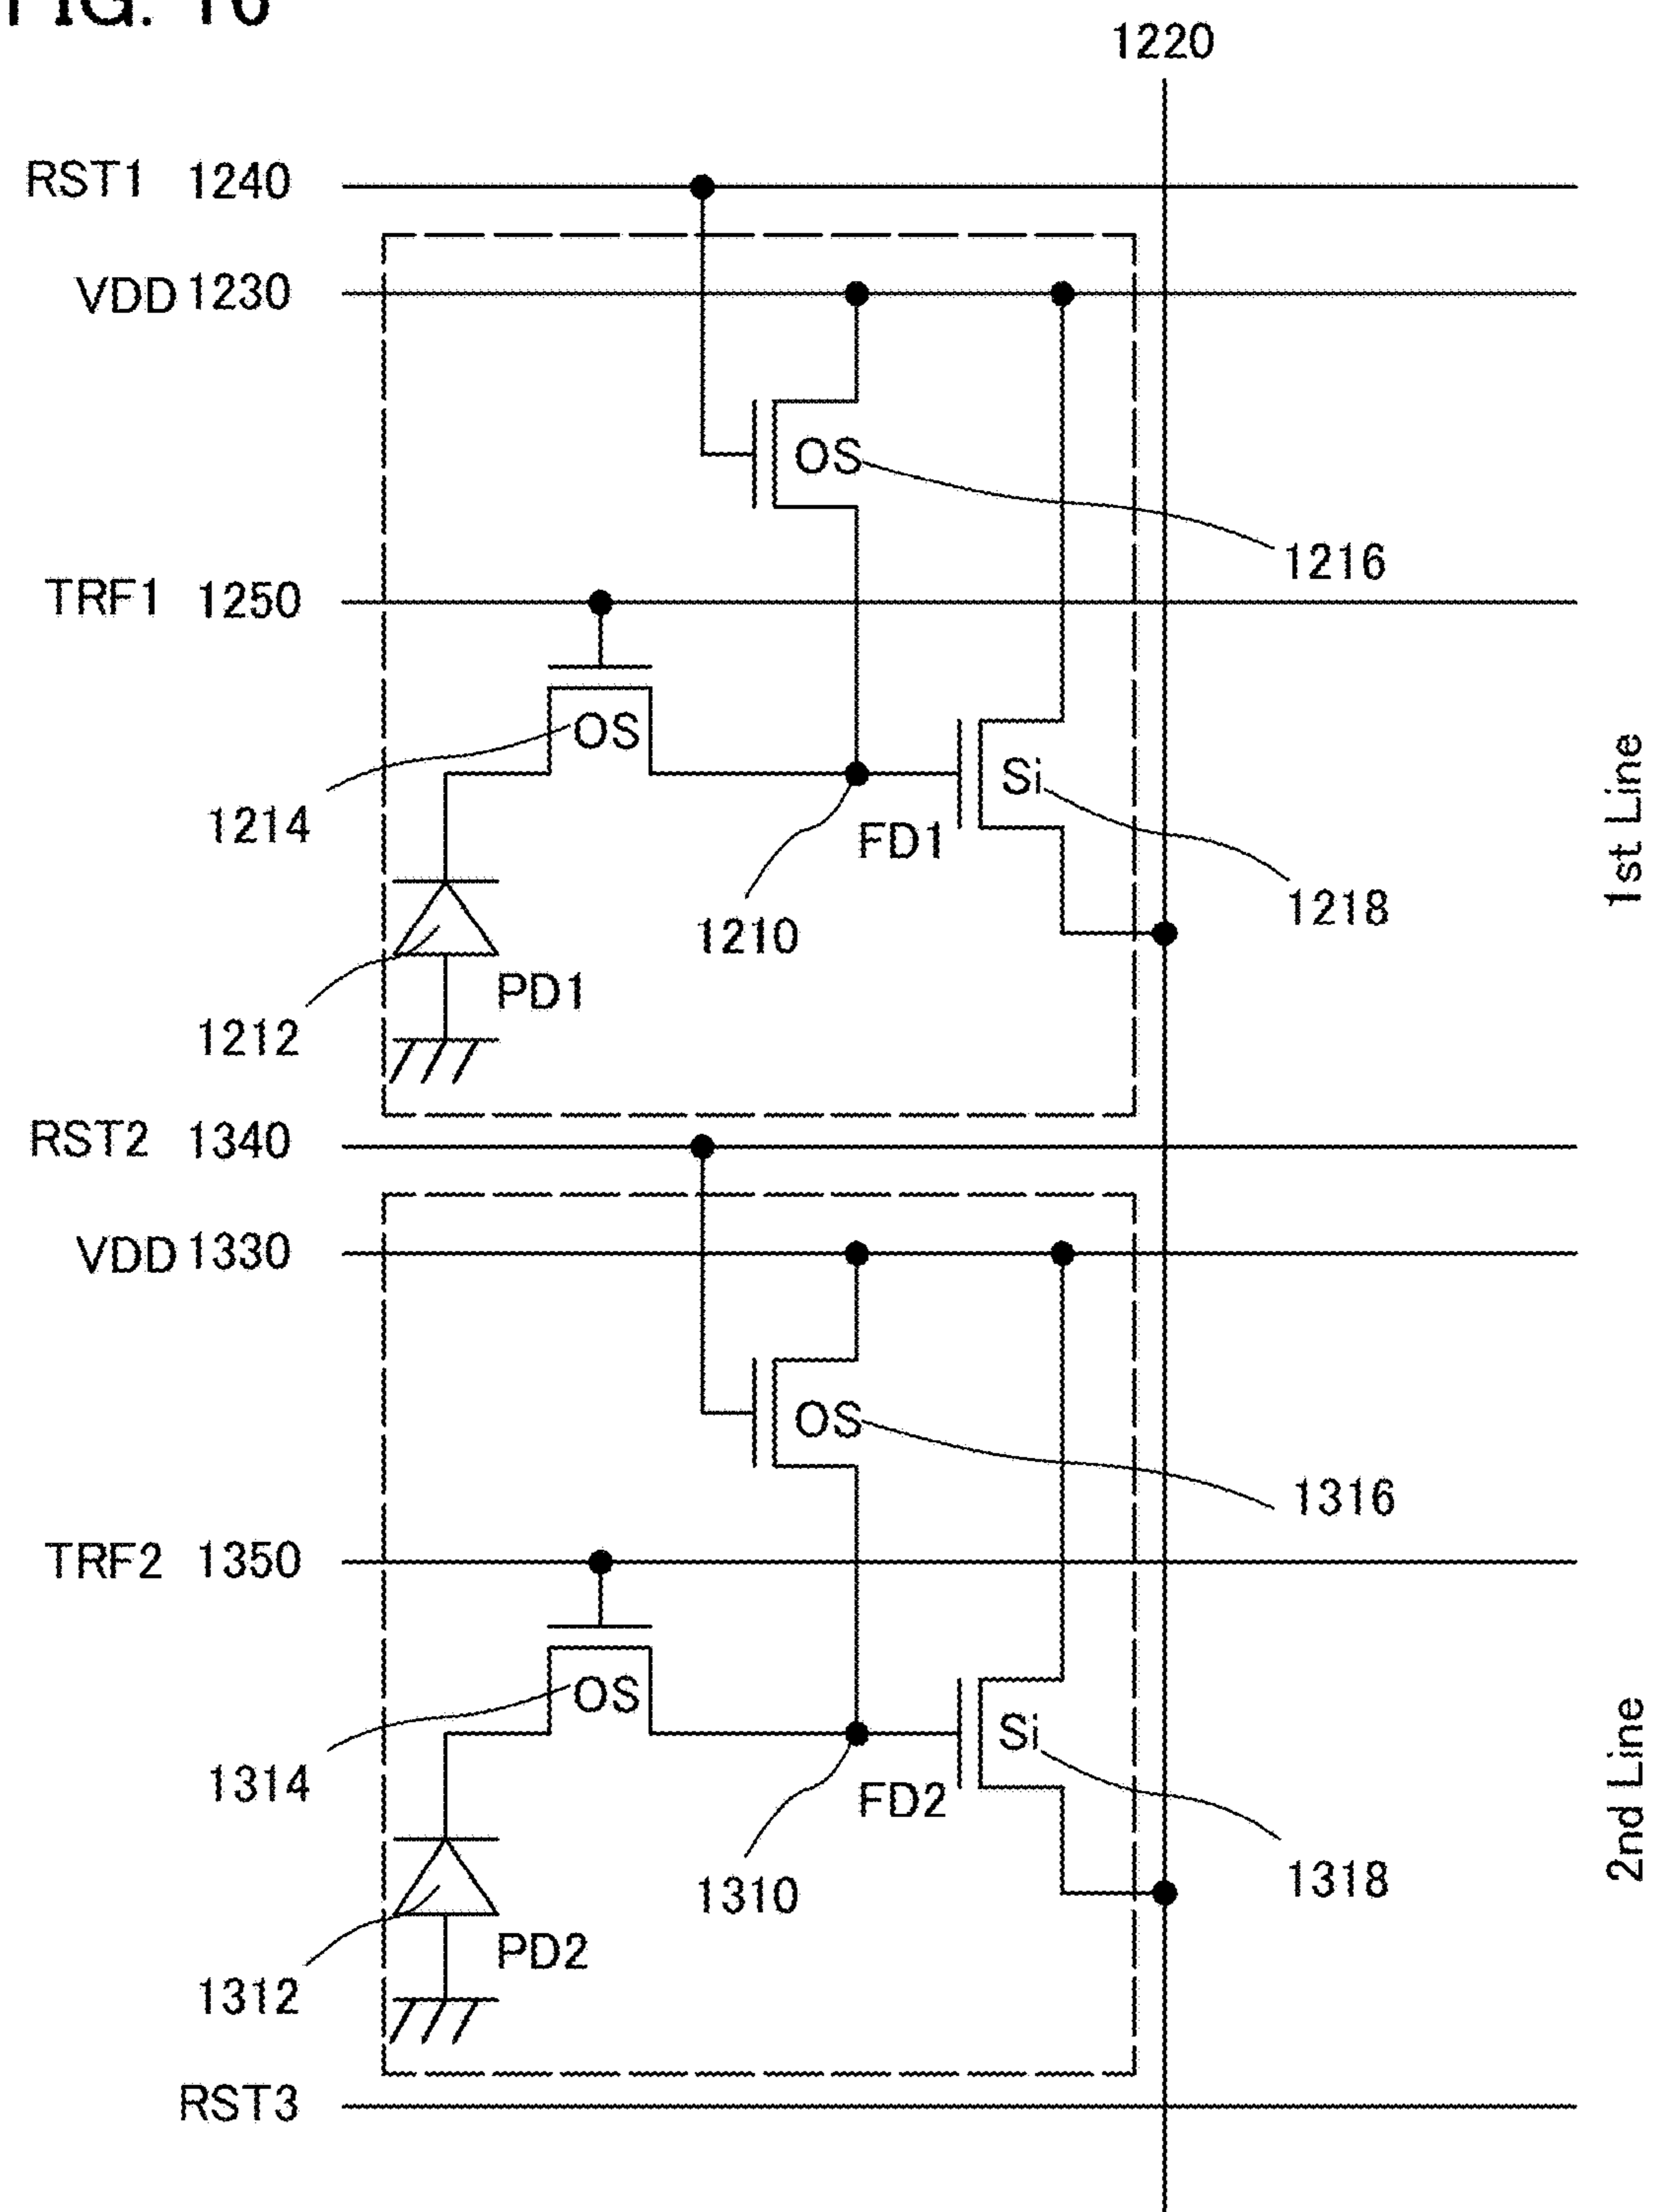 FIG. 16
1220
RST1 1240
VDD 1230
OS
1216
TRF1 1250
OS
1214
Si
FD1
1218
1210
PD1
1212
1st Line
RST2 1340
VDD 1330
OS
1316
TRF2 1350
OS
1314
Si
FD2
1318
1310
PD2
1312
2nd Line
RST3